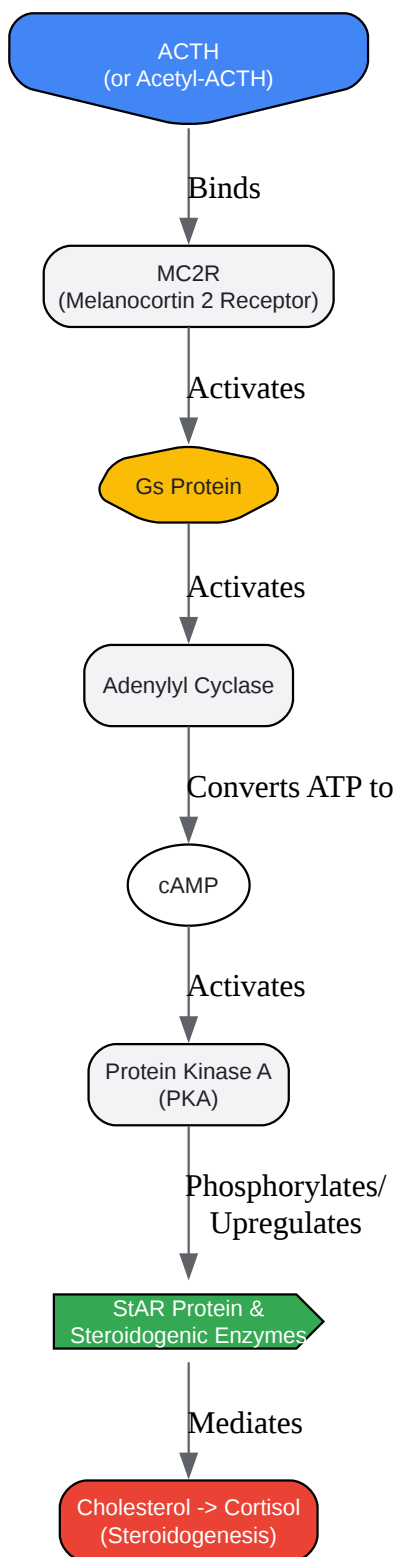 ACTH
(or Acetyl-ACTH)
Binds
MC2R
(Melanocortin 2 Receptor)
Activates
Gs Protein
Activates
Adenylyl Cyclase
Converts ATP to
cAMP
Activates
Protein Kinase A
(PKA)
Phosphorylates/
Upregulates
StAR Protein &
Steroidogenic Enzymes
Mediates
Cholesterol -> Cortisol
(Steroidogenesis)